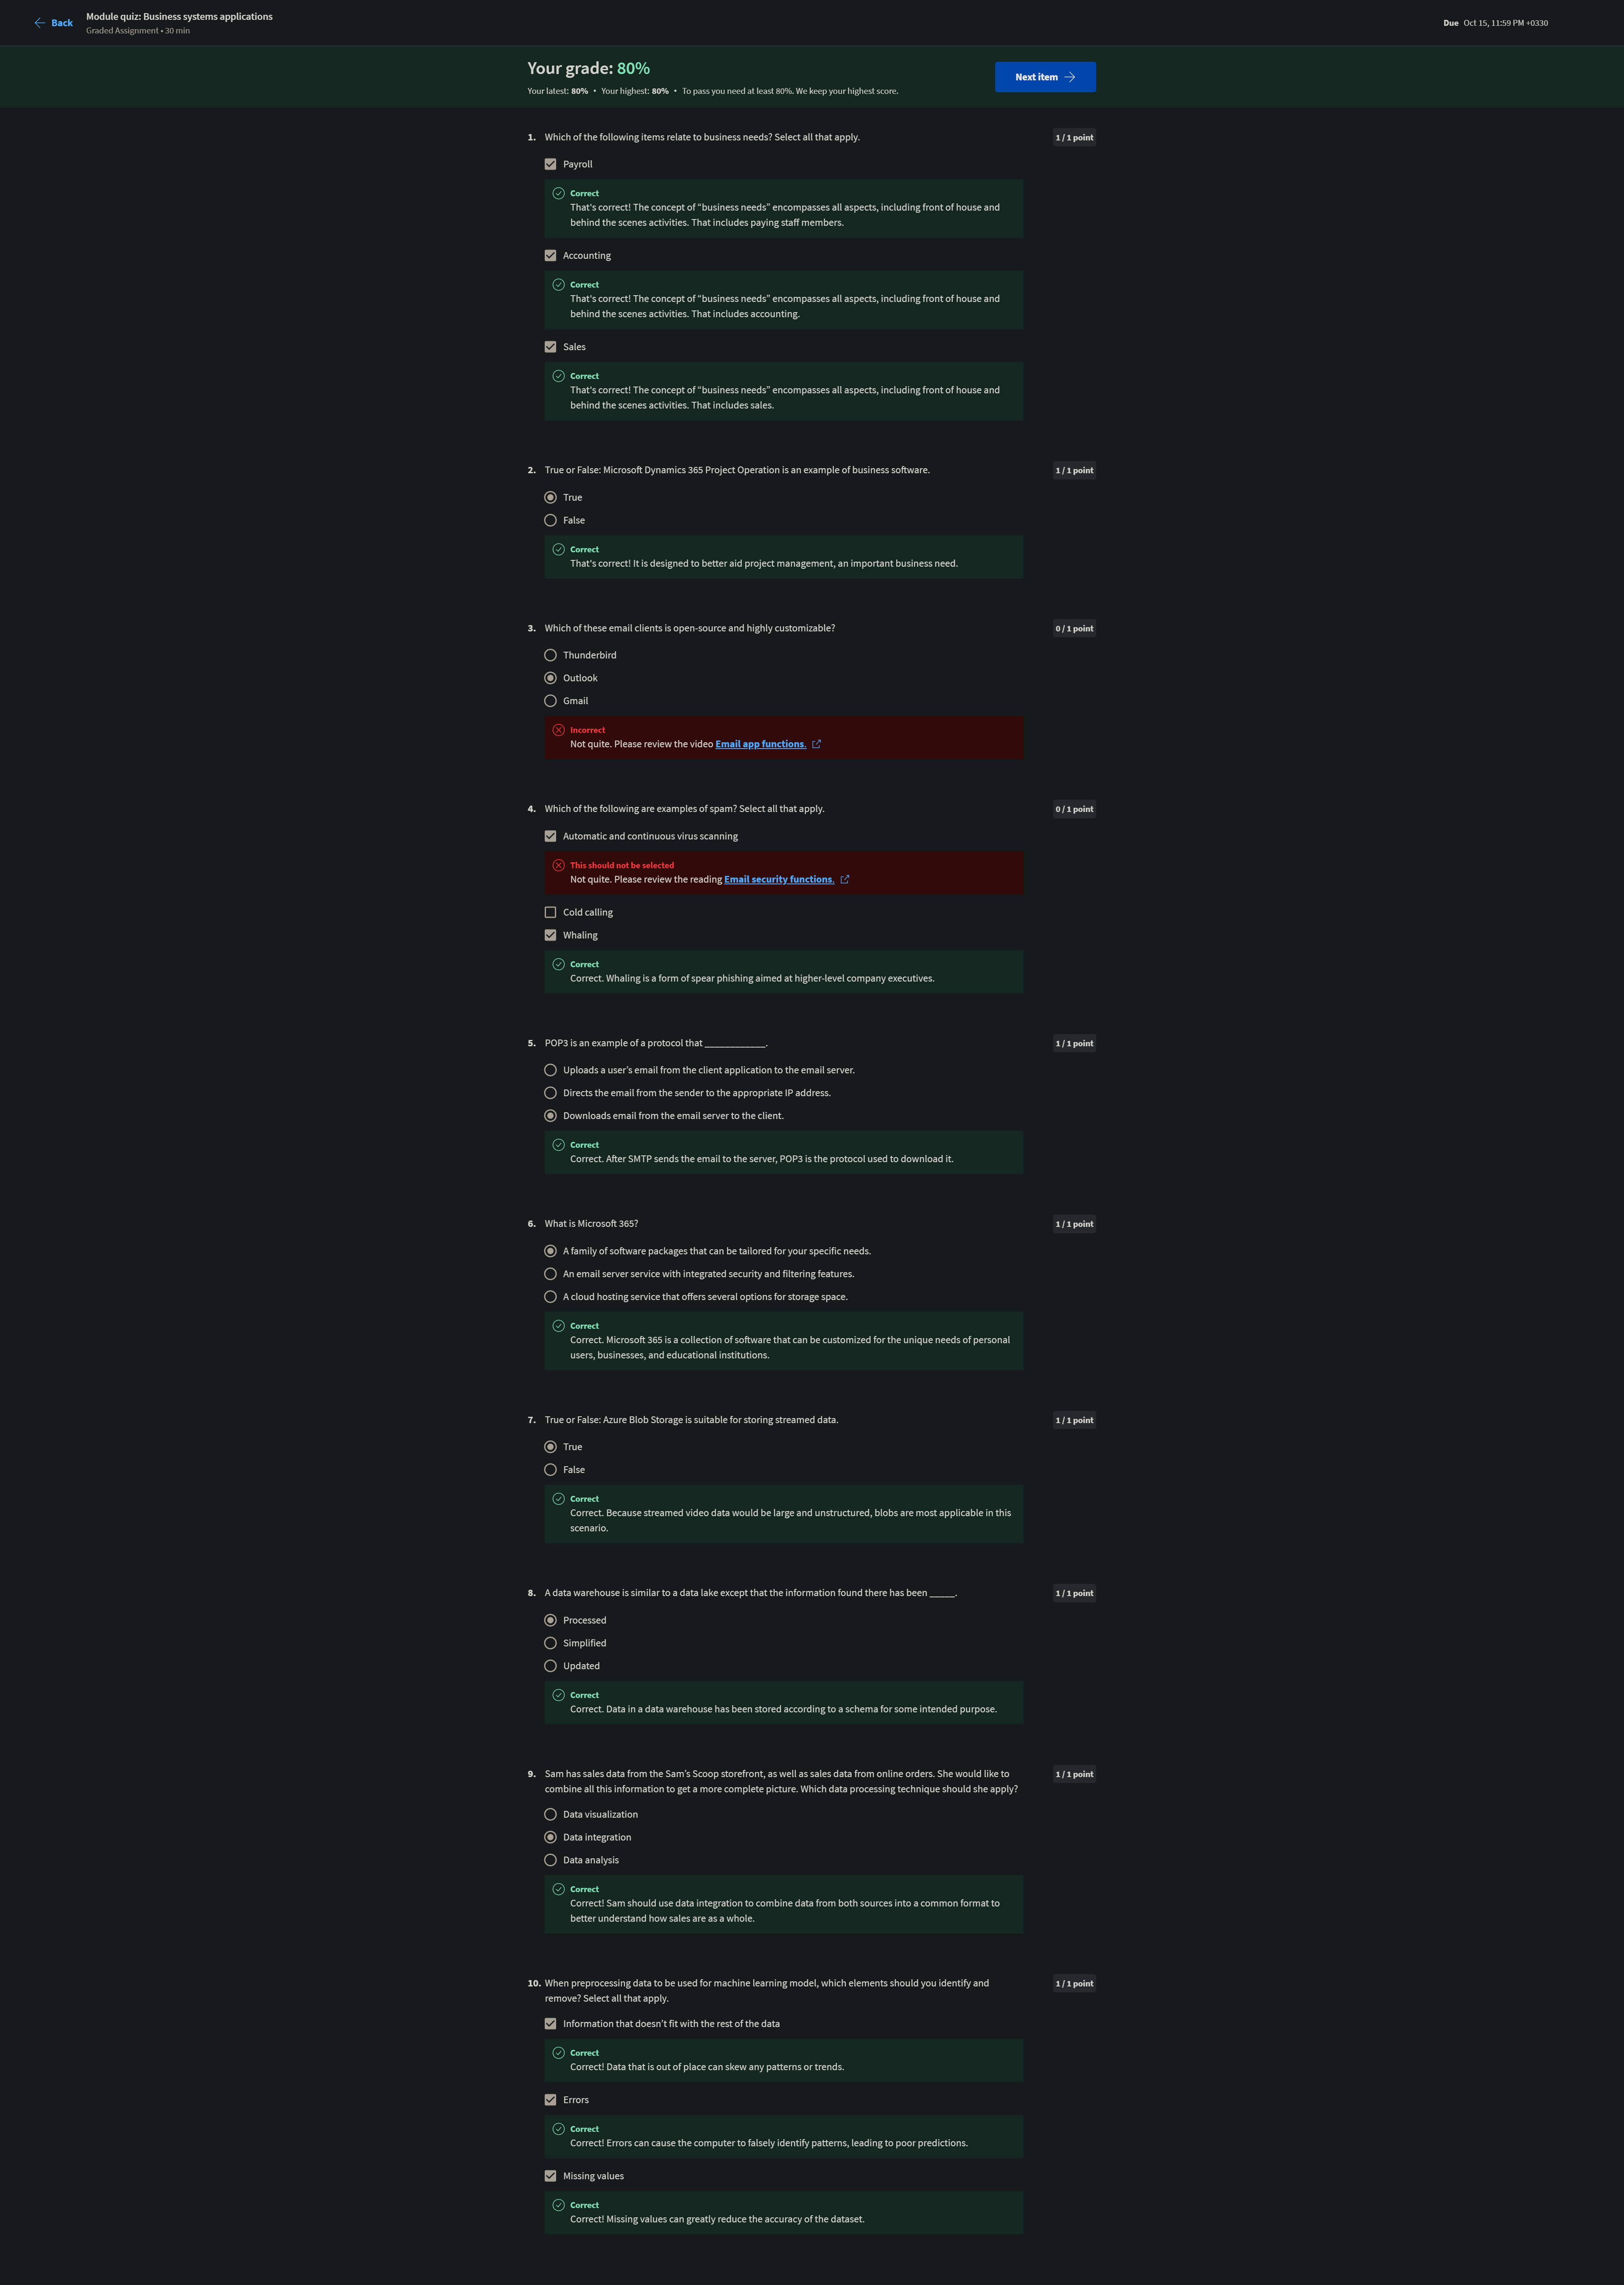 Back
Module quiz: Business systems applications
Graded Assignment • 30 min
Due Oct 15, 11:59 PM +0330
Your grade: 80%
Your latest: 80% • Your highest: 80% • To pass you need at least 80%. We keep your highest score.
Next item
1. Which of the following items relate to business needs? Select all that apply.
1 / 1 point
Payroll
Correct
That's correct! The concept of “business needs” encompasses all aspects, including front of house and
behind the scenes activities. That includes paying staff members.
Accounting
Correct
That's correct! The concept of “business needs” encompasses all aspects, including front of house and
behind the scenes activities. That includes accounting.
Sales
Correct
That's correct! The concept of “business needs” encompasses all aspects, including front of house and
behind the scenes activities. That includes sales.
2. True or False: Microsoft Dynamics 365 Project Operation is an example of business software.
1 / 1 point
True
False
Correct
That's correct! It is designed to better aid project management, an important business need.
3. Which of these email clients is open-source and highly customizable?
0 / 1 point
Thunderbird
Outlook
Gmail
Incorrect
Not quite. Please review the video Email app functions.
4. Which of the following are examples of spam? Select all that apply.
0 / 1 point
Automatic and continuous virus scanning
This should not be selected
Not quite. Please review the reading Email security functions.
Cold calling
Whaling
Correct
Correct. Whaling is a form of spear phishing aimed at higher-level company executives.
5. POP3 is an example of a protocol that ____________.
1 / 1 point
Uploads a user’s email from the client application to the email server.
Directs the email from the sender to the appropriate IP address.
Downloads email from the email server to the client.
Correct
Correct. After SMTP sends the email to the server, POP3 is the protocol used to download it.
6. What is Microsoft 365?
1 / 1 point
A family of software packages that can be tailored for your specific needs.
An email server service with integrated security and filtering features.
A cloud hosting service that offers several options for storage space.
Correct
Correct. Microsoft 365 is a collection of software that can be customized for the unique needs of personal
users, businesses, and educational institutions.
7. True or False: Azure Blob Storage is suitable for storing streamed data.
1 / 1 point
True
False
Correct
Correct. Because streamed video data would be large and unstructured, blobs are most applicable in this
scenario.
8. A data warehouse is similar to a data lake except that the information found there has been _____.
1 / 1 point
Processed
Simplified
Updated
Correct
Correct. Data in a data warehouse has been stored according to a schema for some intended purpose.
9. Sam has sales data from the Sam’s Scoop storefront, as well as sales data from online orders. She would like to
combine all this information to get a more complete picture. Which data processing technique should she apply?
1 / 1 point
Data visualization
Data integration
Data analysis
Correct
Correct! Sam should use data integration to combine data from both sources into a common format to
better understand how sales are as a whole.
10. When preprocessing data to be used for machine learning model, which elements should you identify and
remove? Select all that apply.
1 / 1 point
Information that doesn’t fit with the rest of the data
Correct
Correct! Data that is out of place can skew any patterns or trends.
Errors
Correct
Correct! Errors can cause the computer to falsely identify patterns, leading to poor predictions.
Missing values
Correct
Correct! Missing values can greatly reduce the accuracy of the dataset.